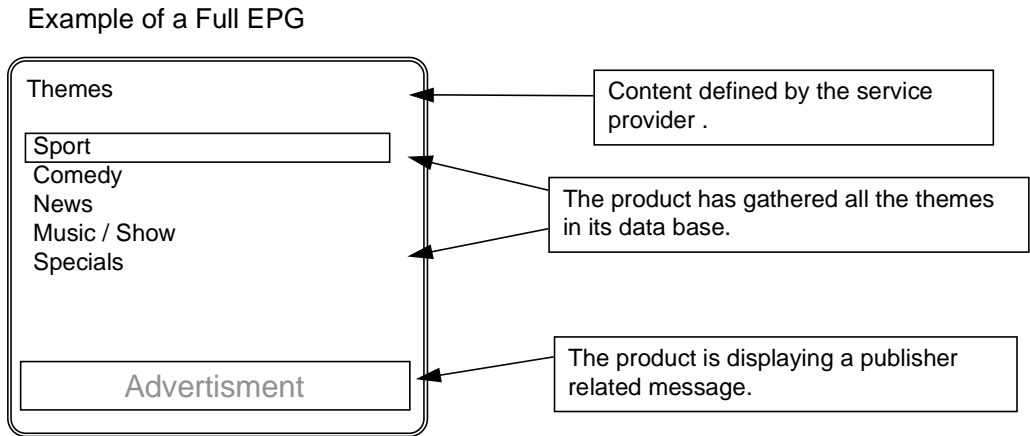 Example of a Full EPG
Themes
Sport
Comedy
News
Music / Show
Specials
Advertisment
Content defined by the service
provider .
The product has gathered all the themes
in its data base.
The product is displaying a publisher
related message.